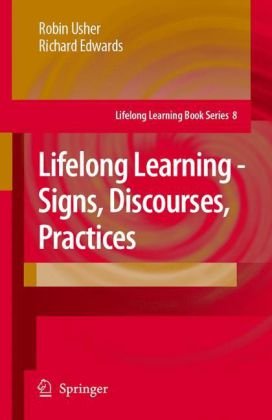 Robin Usher
Richard Edwards
Lifelong Learning Book Series 8
Lifelong Learning -
Signs, Discourses,
Practices
Springer